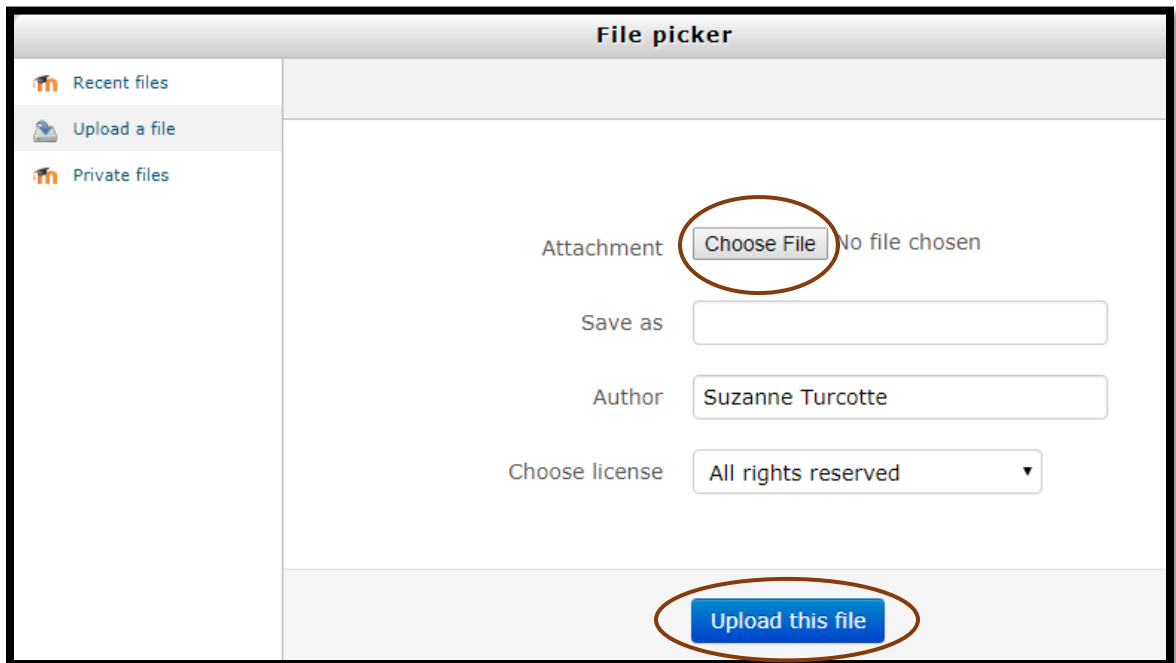 File picker
Recent files
Upload a file
Private files
Attachment Choose File No file chosen
Save as
Author Suzanne Turcotte
Choose license All rights reserved
Upload this file